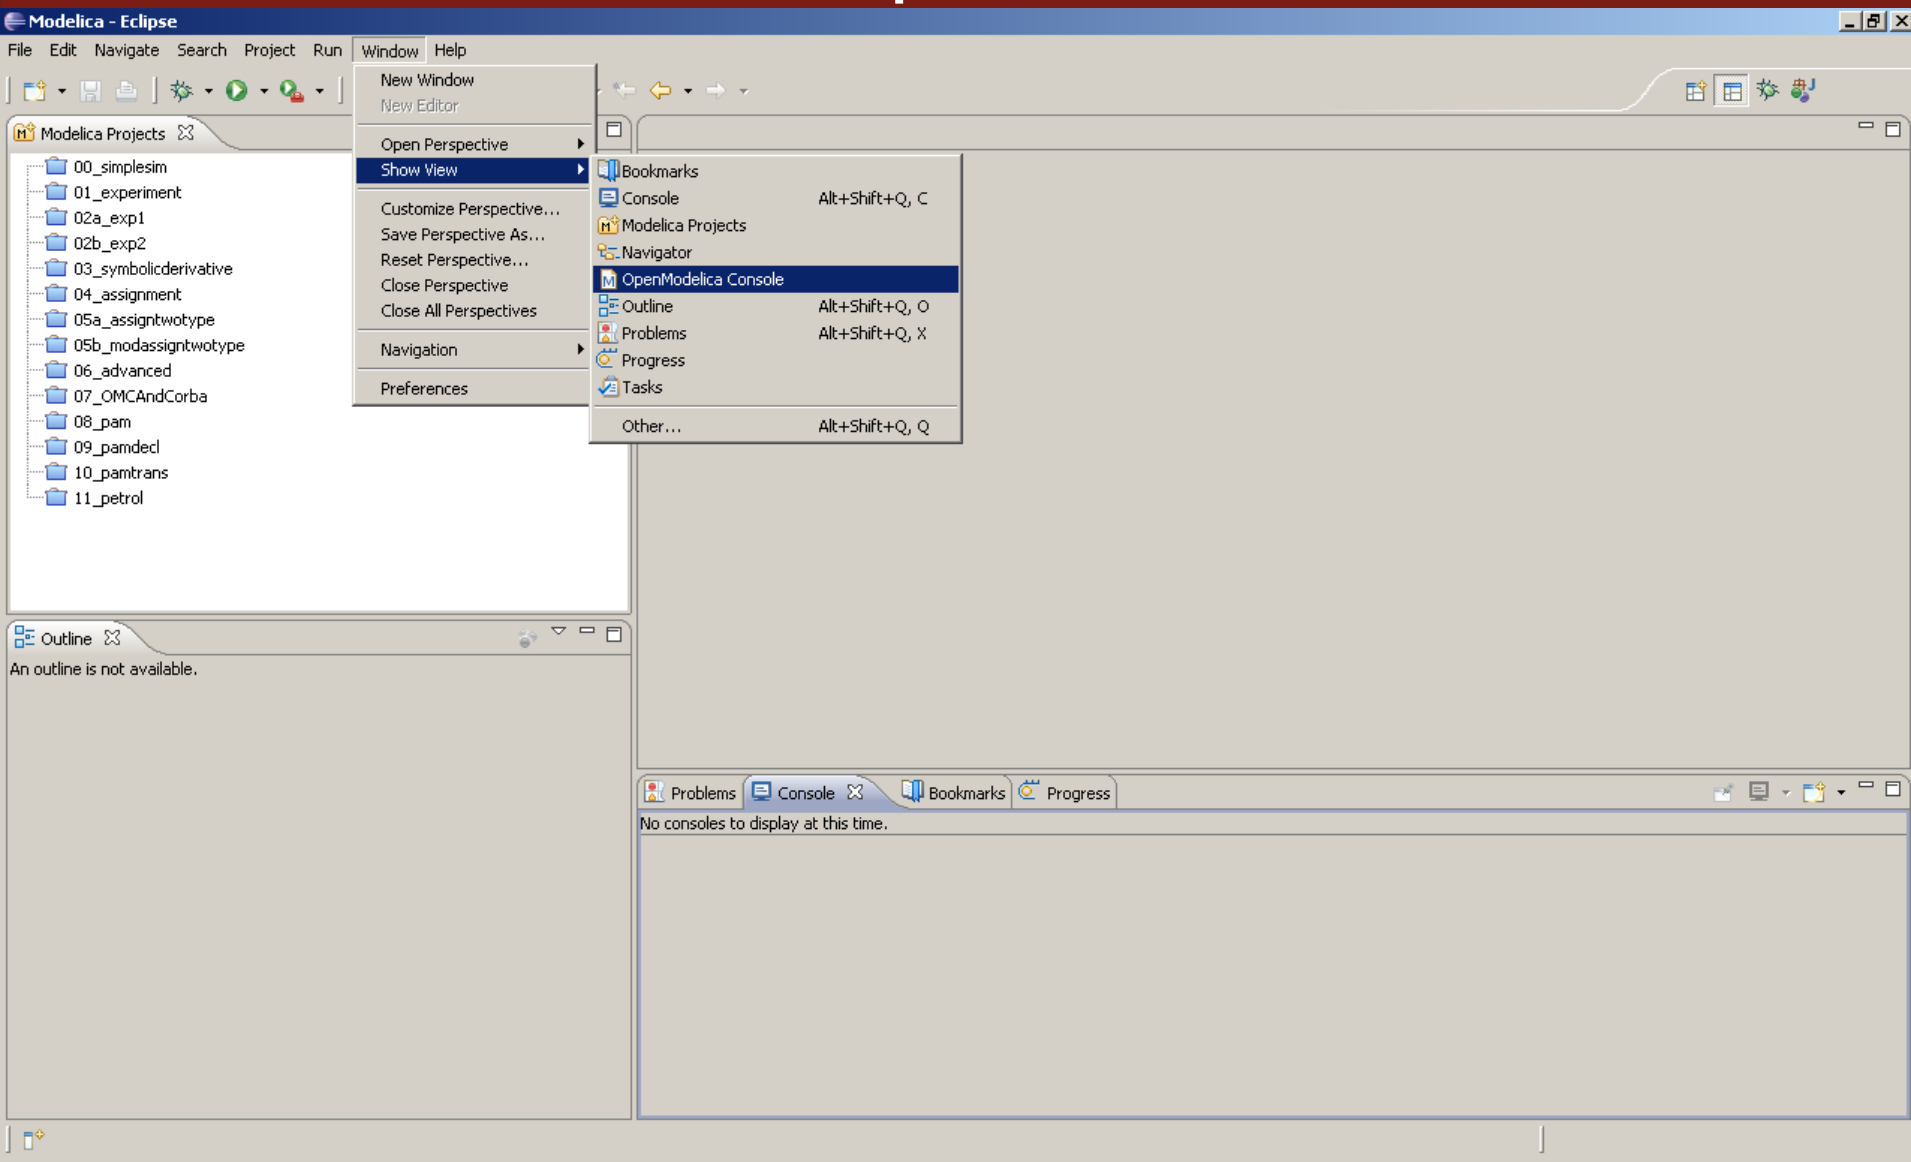 Modelica - Eclipse
File Edit Navigate Search Project Run Window Help
New Window
New Editor
Open Perspective
Show View
Customize Perspective...
Save Perspective As...
Reset Perspective...
Close Perspective
Close All Perspectives
Navigation
Preferences
Bookmarks
Console Alt+Shift+Q, C
Modelica Projects
Navigator
OpenModelica Console
Outline Alt+Shift+Q, O
Problems Alt+Shift+Q, X
Progress
Tasks
Other... Alt+Shift+Q, Q
Modelica Projects
00_simplesim
01_experiment
02a_exp1
02b_exp2
03_symbolicderivative
04_assignment
05a_assigntwotype
05b_modassigntwotype
06_advanced
07_OMCAndCorba
08_pam
09_pamdecl
10_pamtrans
11_petrol
Outline
An outline is not available.
Problems Console Bookmarks Progress
No consoles to display at this time.